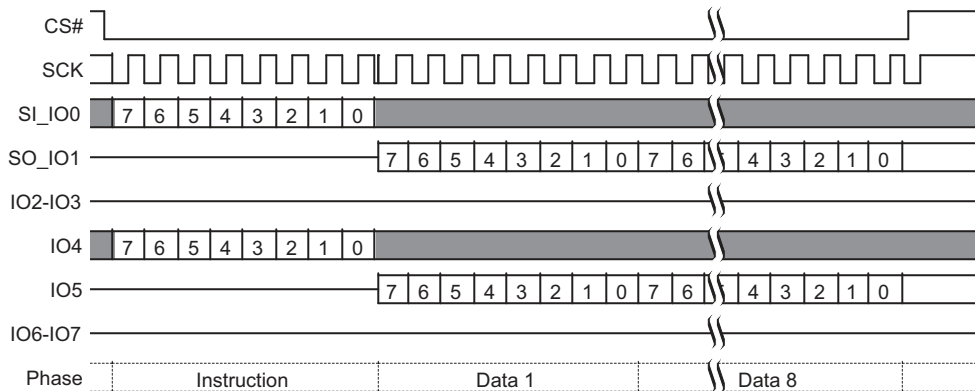 CS#
SCK
SI_IO0 7 6 5 4 3 2 1 0
SO_IO1 7 6 5 4 3 2 1 0 7 6 4 3 2 1 0
IO2-IO3
IO4 7 6 5 4 3 2 1 0
IO5 7 6 5 4 3 2 1 0 7 6 4 3 2 1 0
IO6-IO7
Phase Instruction Data 1 Data 8